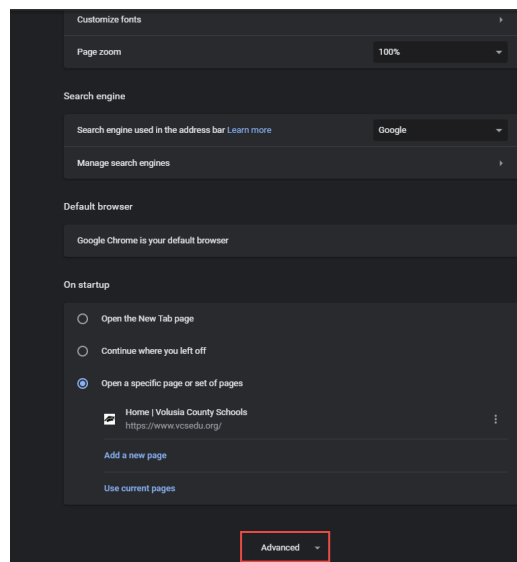 Customize fonts
Page zoom 100%
Search engine
Search engine used in the address bar Learn more Google
Manage search engines
Default browser
Google Chrome is your default browser
On startup
Open the New Tab page
Continue where you left off
Open a specific page or set of pages
Home | Volusia County Schools
https://www.vcsedu.org/
Add a new page
Use current pages
Advanced